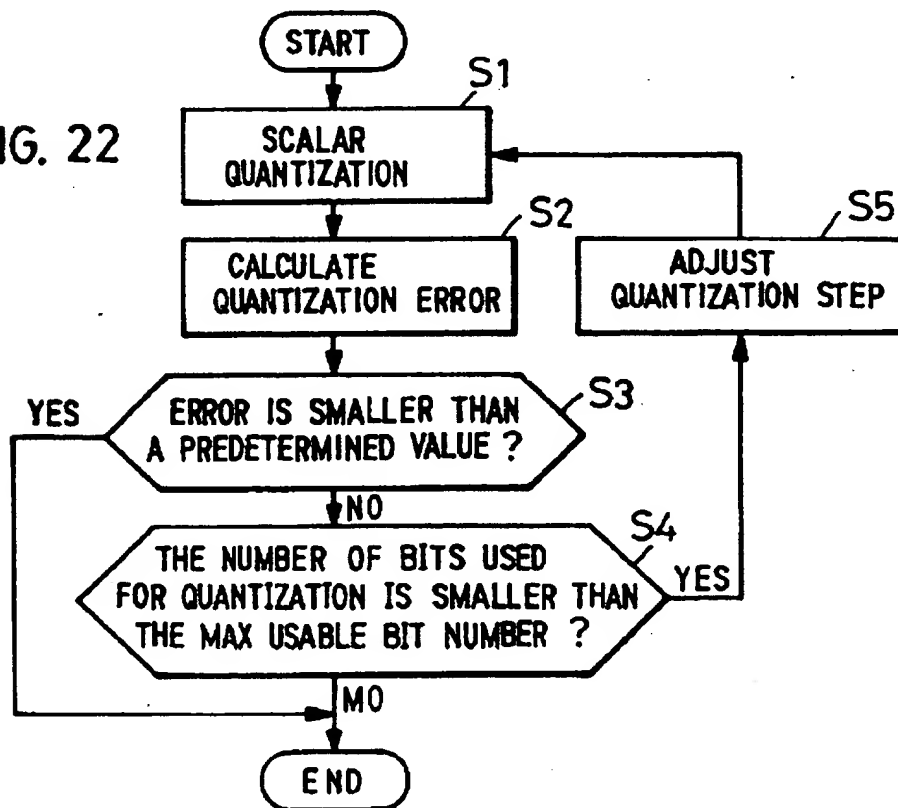 START
S1
IG. 22
SCALAR
QUANTIZATION
S2
CALCULATE
QUANTIZATION ERROR
S5
ADJUST
QUANTIZATION STEP
YES
ERROR IS SMALLER THAN
A PREDETERMINED VALUE ?
S3
NO
S4
THE NUMBER OF BITS USED
FOR QUANTIZATION IS SMALLER THAN
THE MAX USABLE BIT NUMBER ?
YES
MO
END